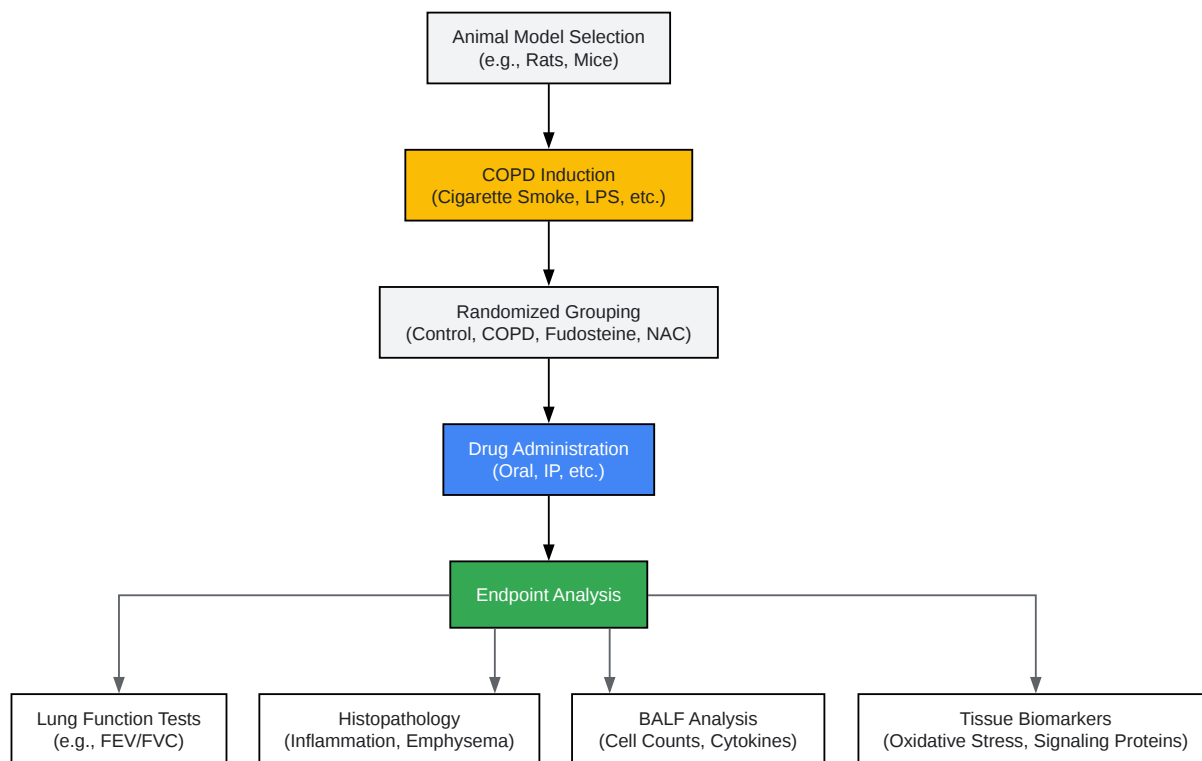 Animal Model Selection
(e.g., Rats, Mice)
COPD Induction
(Cigarette Smoke, LPS, etc.)
Randomized Grouping
(Control, COPD, Fudosteine, NAC)
Drug Administration
(Oral, IP, etc.)
Endpoint Analysis
Lung Function Tests
(e.g., FEV/FVC)
Histopathology
(Inflammation, Emphysema)
BALF Analysis
(Cell Counts, Cytokines)
Tissue Biomarkers
(Oxidative Stress, Signaling Proteins)